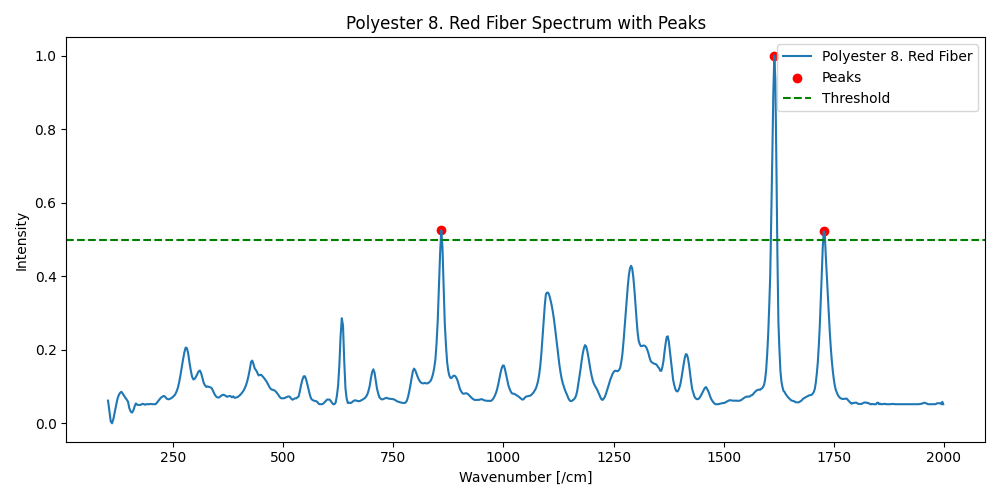 Polyester 8. Red Fiber Spectrum with Peaks
Polyester 8. Red Fiber
Peaks
Threshold
Intensity
1.0
0.8
0.6
0.4
0.2
0.0
250 500 750 1000 1250 1500 1750 2000
Wavenumber [/cm]